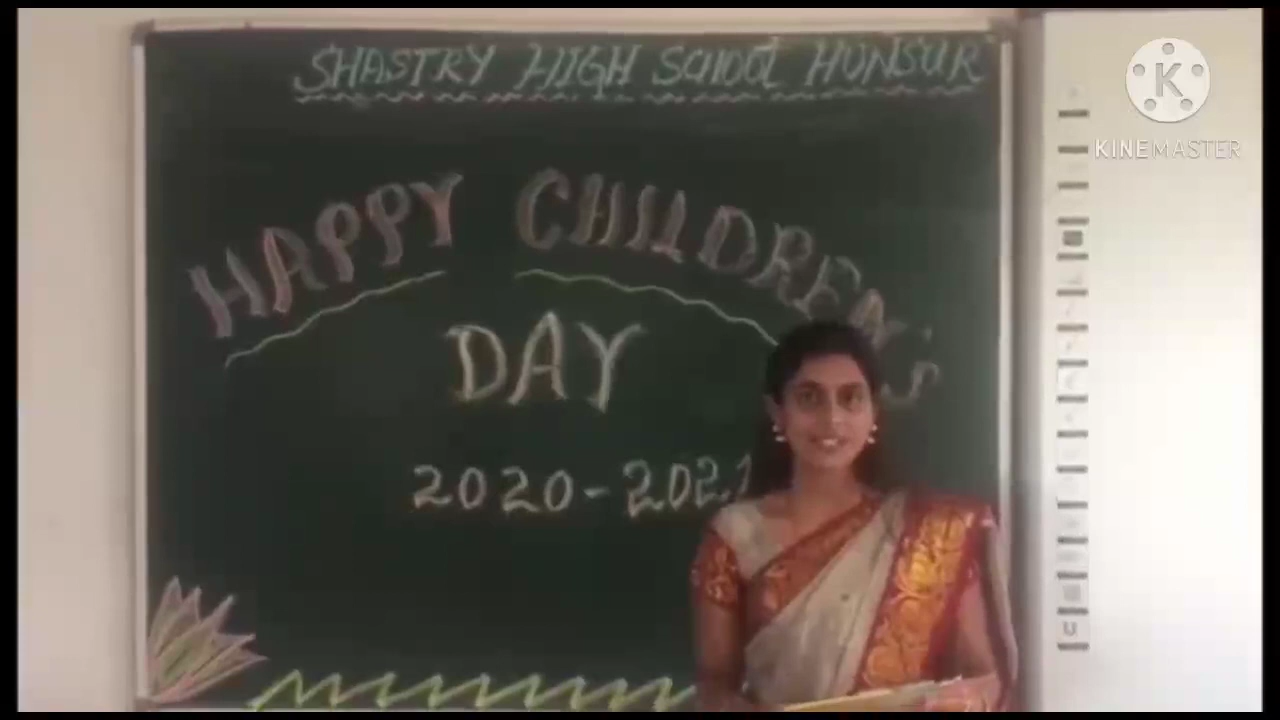 SHASTRY HIGH SCHOOL HUNSUR
HAPPY CHILDREN'S
DAY
2020-2021
K
KINEMASTER
U